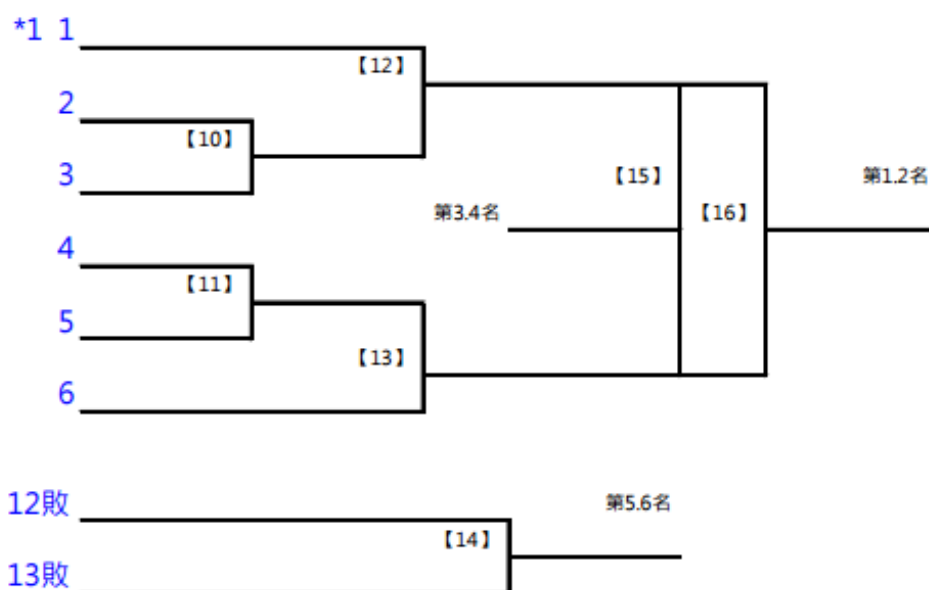 *1 1
【12】
2
【10】
3
【15】
第1.2名
第3.4名
【16】
4
【11】
5
【13】
6
12敗
第5.6名
【14】
13敗